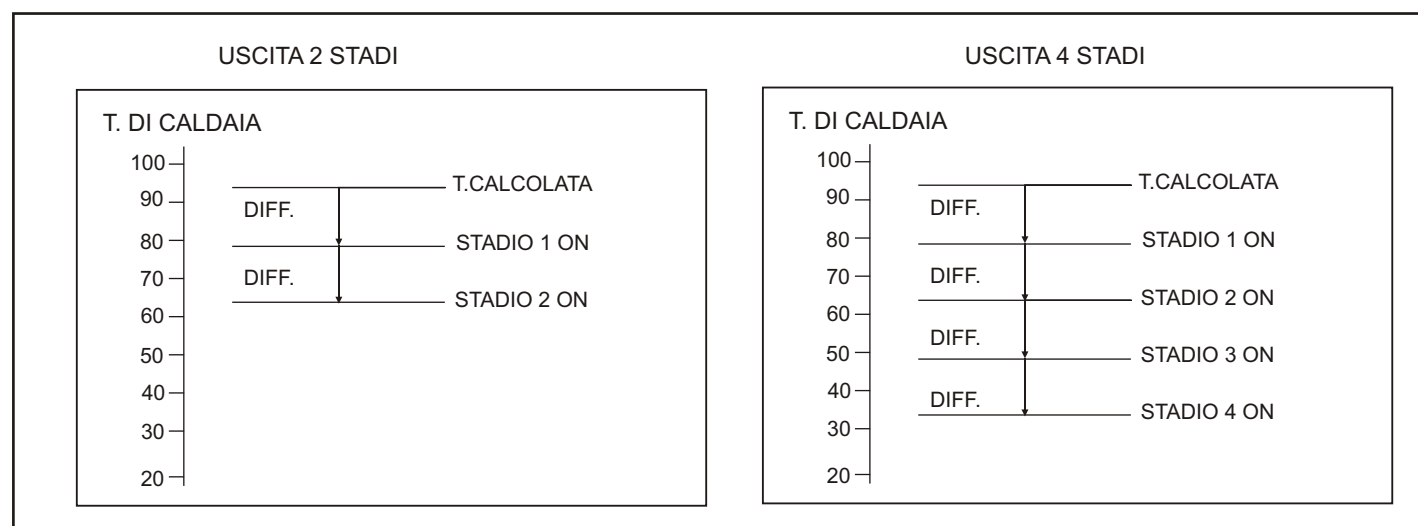 USCITA 2 STADI
T. DI CALDAIA
100
90
80
70
60
50
40
30
20
DIFF.
DIFF.
T.CALCOLATA
STADIO 1 ON
STADIO 2 ON
USCITA 4 STADI
T. DI CALDAIA
100
90
80
70
60
50
40
30
20
DIFF.
DIFF.
DIFF.
DIFF.
T.CALCOLATA
STADIO 1 ON
STADIO 2 ON
STADIO 3 ON
STADIO 4 ON